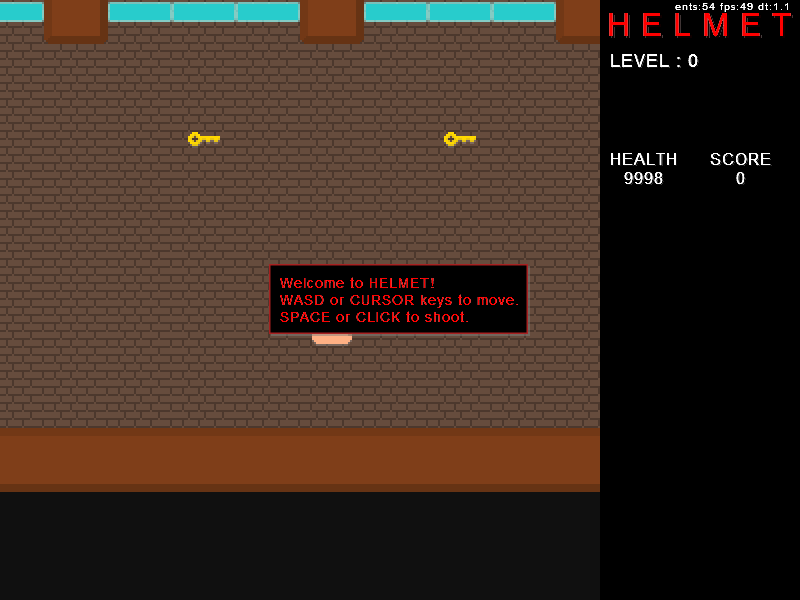 ents:54 fps:49 dt:1.1
HELMET
LEVEL : 0
HEALTH SCORE
9998 0
Welcome to HELMET!
WASD or CURSOR keys to move,
SPACE or CLICK to shoot.